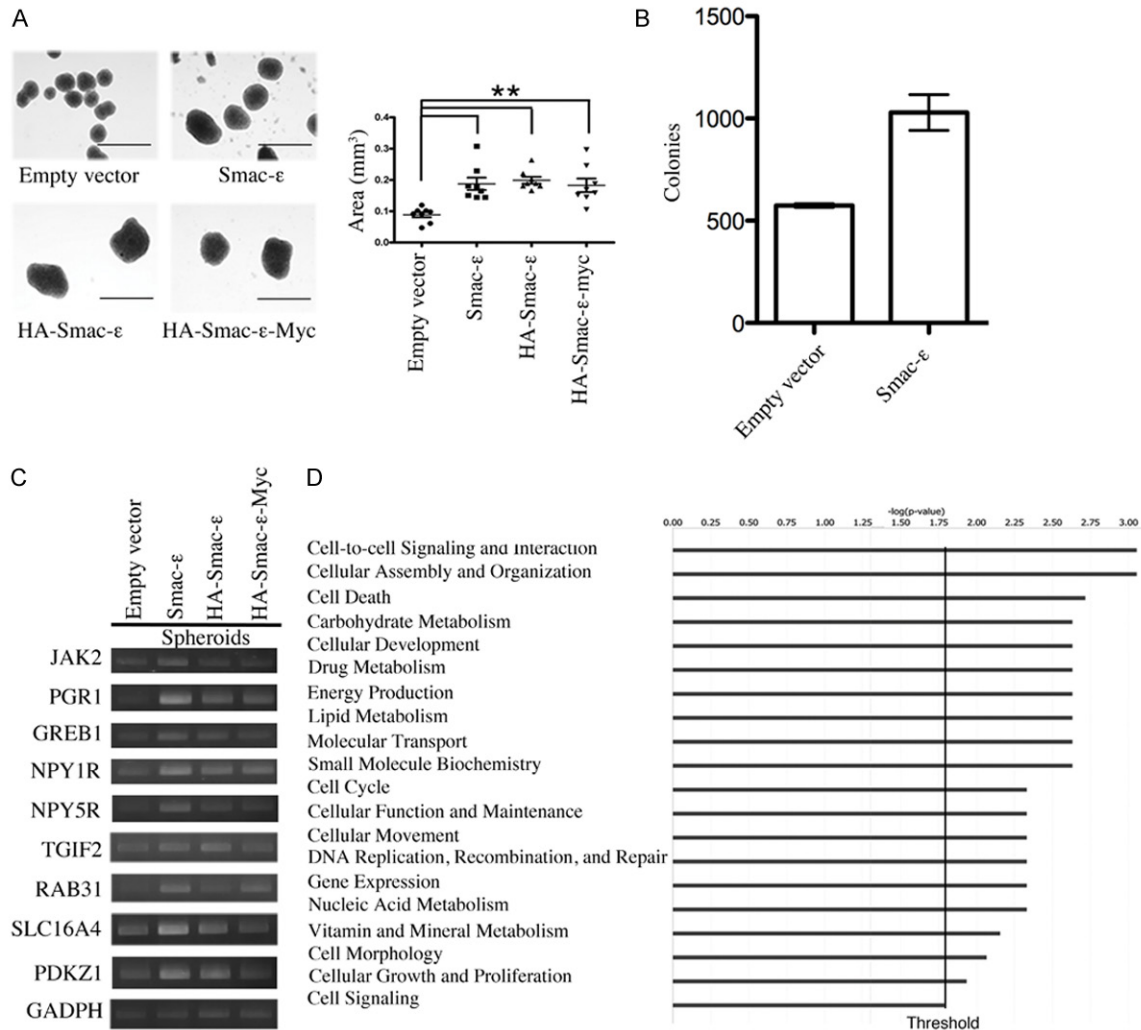 A
Empty vector
Smac-ε
HA-Smac-ε
HA-Smac-ε-Myc
**
Area (mm³)
0.4
0.3
0.2
0.1
0.0
Empty vector
Smac-ε
HA-Smac-ε
HA-Smac-ε-myc
B
Colonies
1500
1000
500
0
Empty vector
Smac-ε
C
Empty vector
Smac-ε
HA-Smac-ε
HA-Smac-ε-Myc
Spheroids
JAK2
PGR1
GREB1
NPY1R
NPY5R
TGIF2
RAB31
SLC16A4
PDKZ1
GADPH
D
-log(p-value)
0.00 0.25 0.50 0.75 1.00 1.25 1.50 1.75 2.00 2.25 2.50 2.75 3.00
Cell-to-cell Signaling and Interaction
Cellular Assembly and Organization
Cell Death
Carbohydrate Metabolism
Cellular Development
Drug Metabolism
Energy Production
Lipid Metabolism
Molecular Transport
Small Molecule Biochemistry
Cell Cycle
Cellular Function and Maintenance
Cellular Movement
DNA Replication, Recombination, and Repair
Gene Expression
Nucleic Acid Metabolism
Vitamin and Mineral Metabolism
Cell Morphology
Cellular Growth and Proliferation
Cell Signaling
Threshold